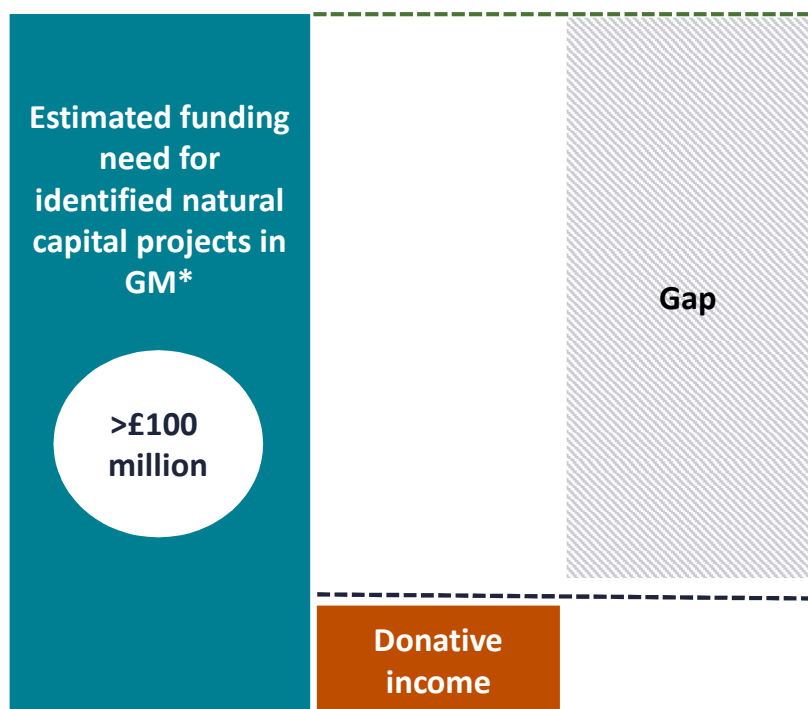 Estimated funding
need for
identified natural
capital projects in
GM*
>£100
million
Gap
Donative
income